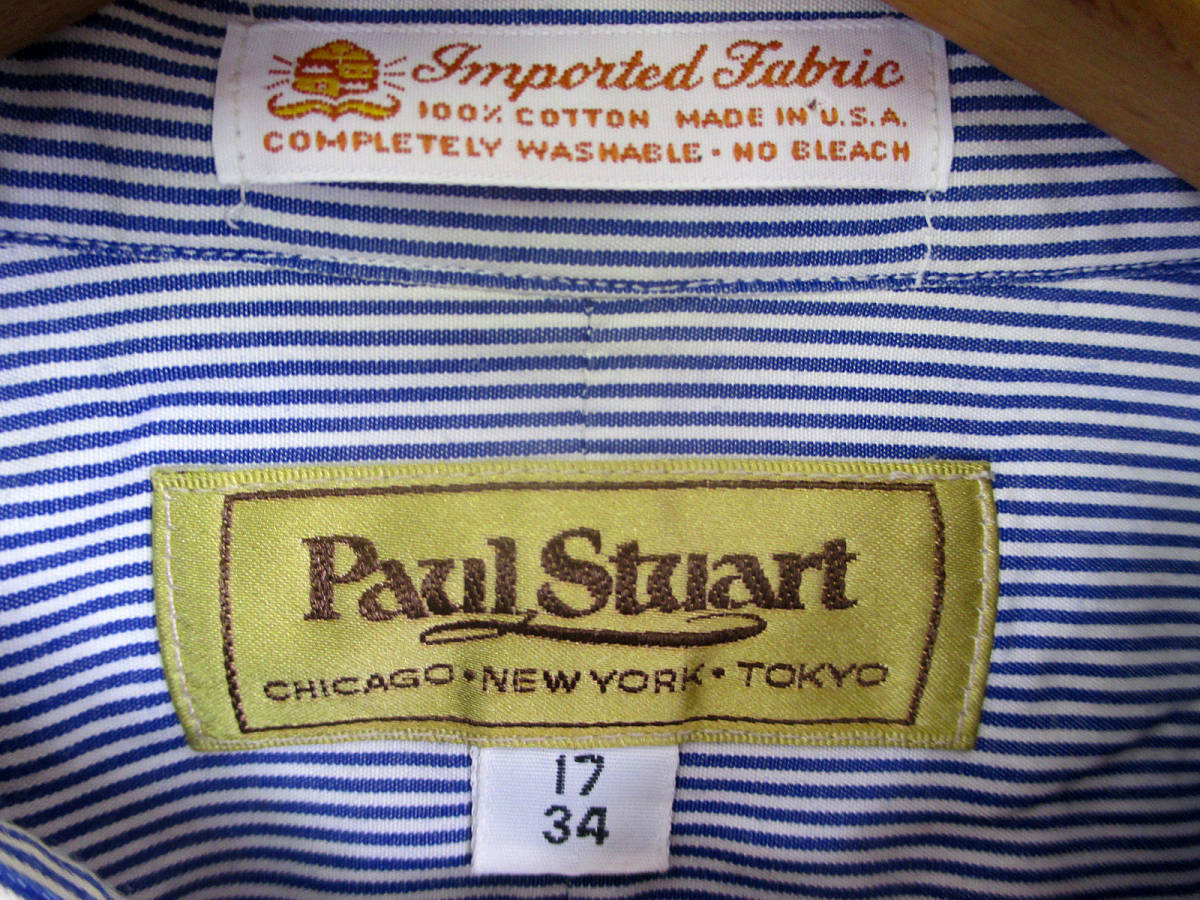 Imported Fabric
100% COTTON MADE IN U.S.A.
COMPLETELY WASHABLE · NO BLEACH
Paul Stuart
CHICAGO · NEW YORK · TOKYO
17
34